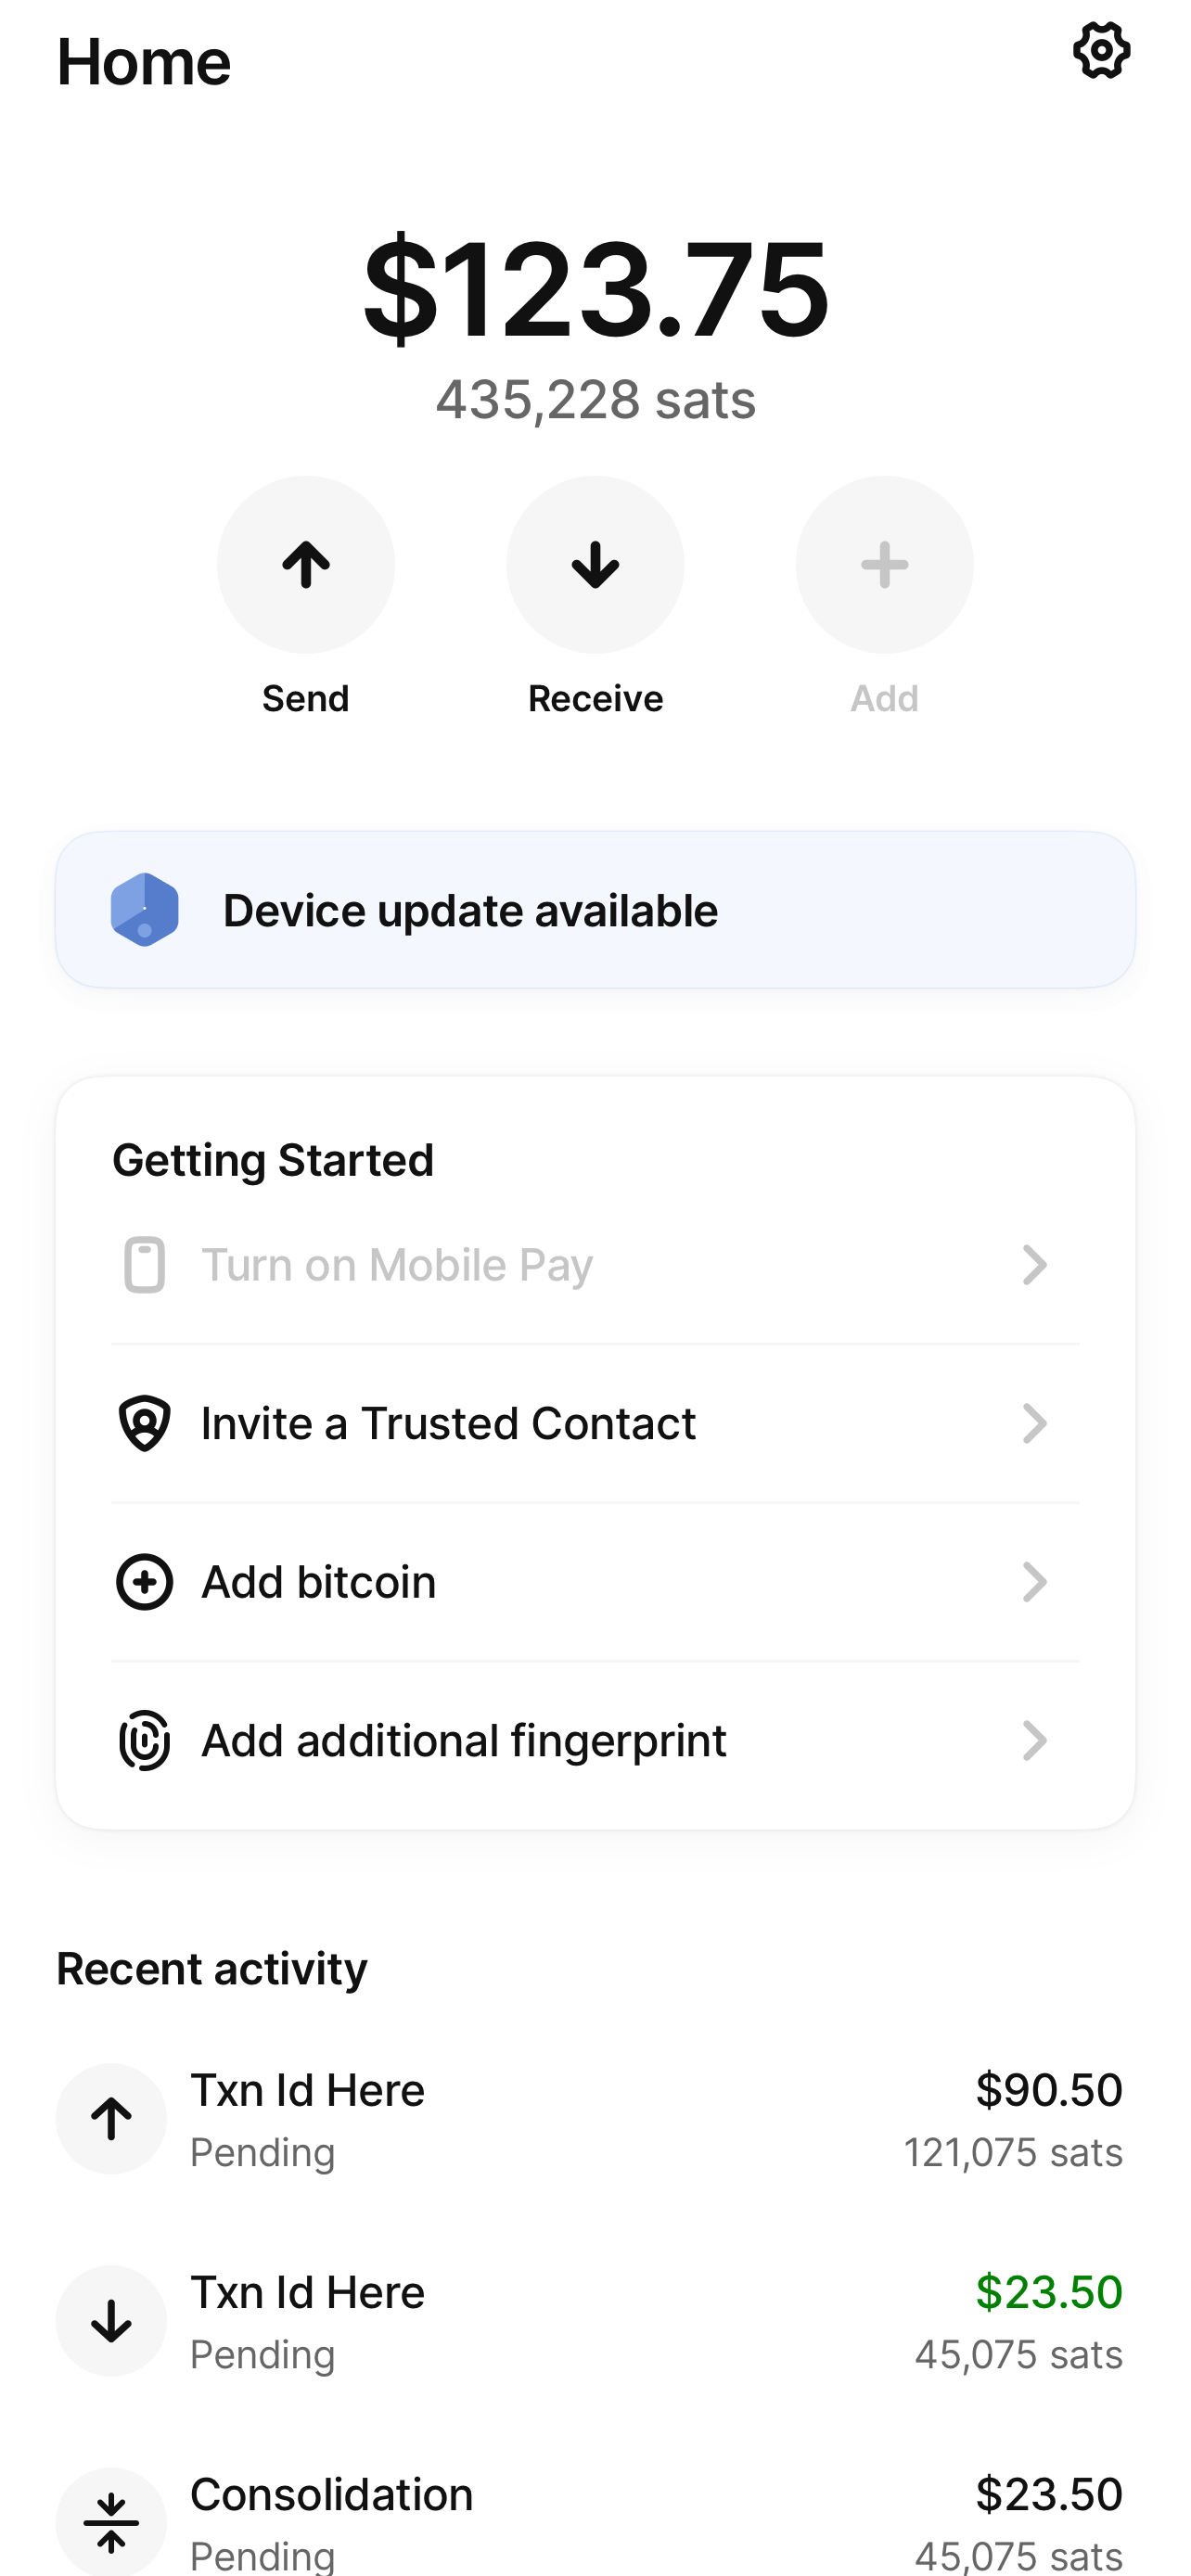 Home
$123.75
435,228 sats
Send
Receive
Add
Device update available
Getting Started
Turn on Mobile Pay
Invite a Trusted Contact
Add bitcoin
Add additional fingerprint
Recent activity
Txn Id Here
$90.50
Pending
121,075 sats
Txn Id Here
$23.50
Pending
45,075 sats
Consolidation
$23.50
Pending
45,075 sats